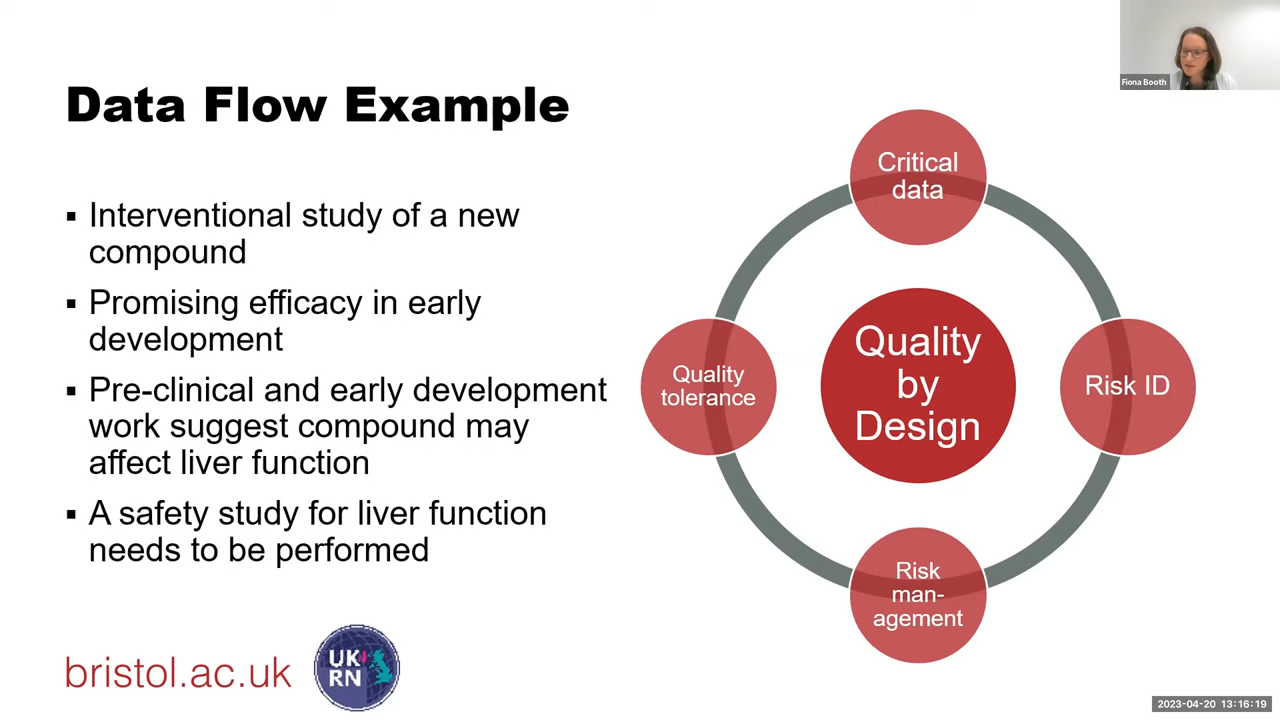 Data Flow Example
▪ Interventional study of a new
compound
▪ Promising efficacy in early
development
▪ Pre-clinical and early development
work suggest compound may
affect liver function
▪ A safety study for liver function
needs to be performed
Critical
data
Quality
by
Design
Quality
tolerance
Risk ID
Risk
man-
agement
bristol.ac.uk
UK
RN
Fiona Booth
2023-04-20 13:16:19